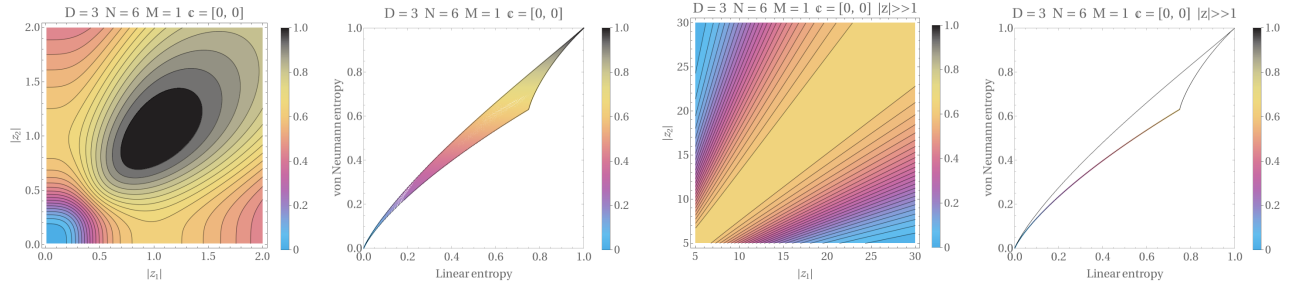 D = 3 N = 6 M = 1 𝕔 = [0, 0]
2.0
1.5
1.0
0.5
0.0
|z₂|
0.0 0.5 1.0 1.5 2.0
|z₁|
1.0
0.8
0.6
0.4
0.2
0
D = 3 N = 6 M = 1 𝕔 = [0, 0]
1.0
0.8
0.6
0.4
0.2
0.0
von Neumann entropy
0.0 0.2 0.4 0.6 0.8 1.0
Linear entropy
1.0
0.8
0.6
0.4
0.2
0
D = 3 N = 6 M = 1 𝕔 = [0, 0] |z|>>1
30
25
20
15
10
5
|z₂|
5 10 15 20 25 30
|z₁|
1.0
0.8
0.6
0.4
0.2
0
D = 3 N = 6 M = 1 𝕔 = [0, 0] |z|>>1
1.0
0.8
0.6
0.4
0.2
0.0
von Neumann entropy
0.0 0.2 0.4 0.6 0.8 1.0
Linear entropy
1.0
0.8
0.6
0.4
0.2
0